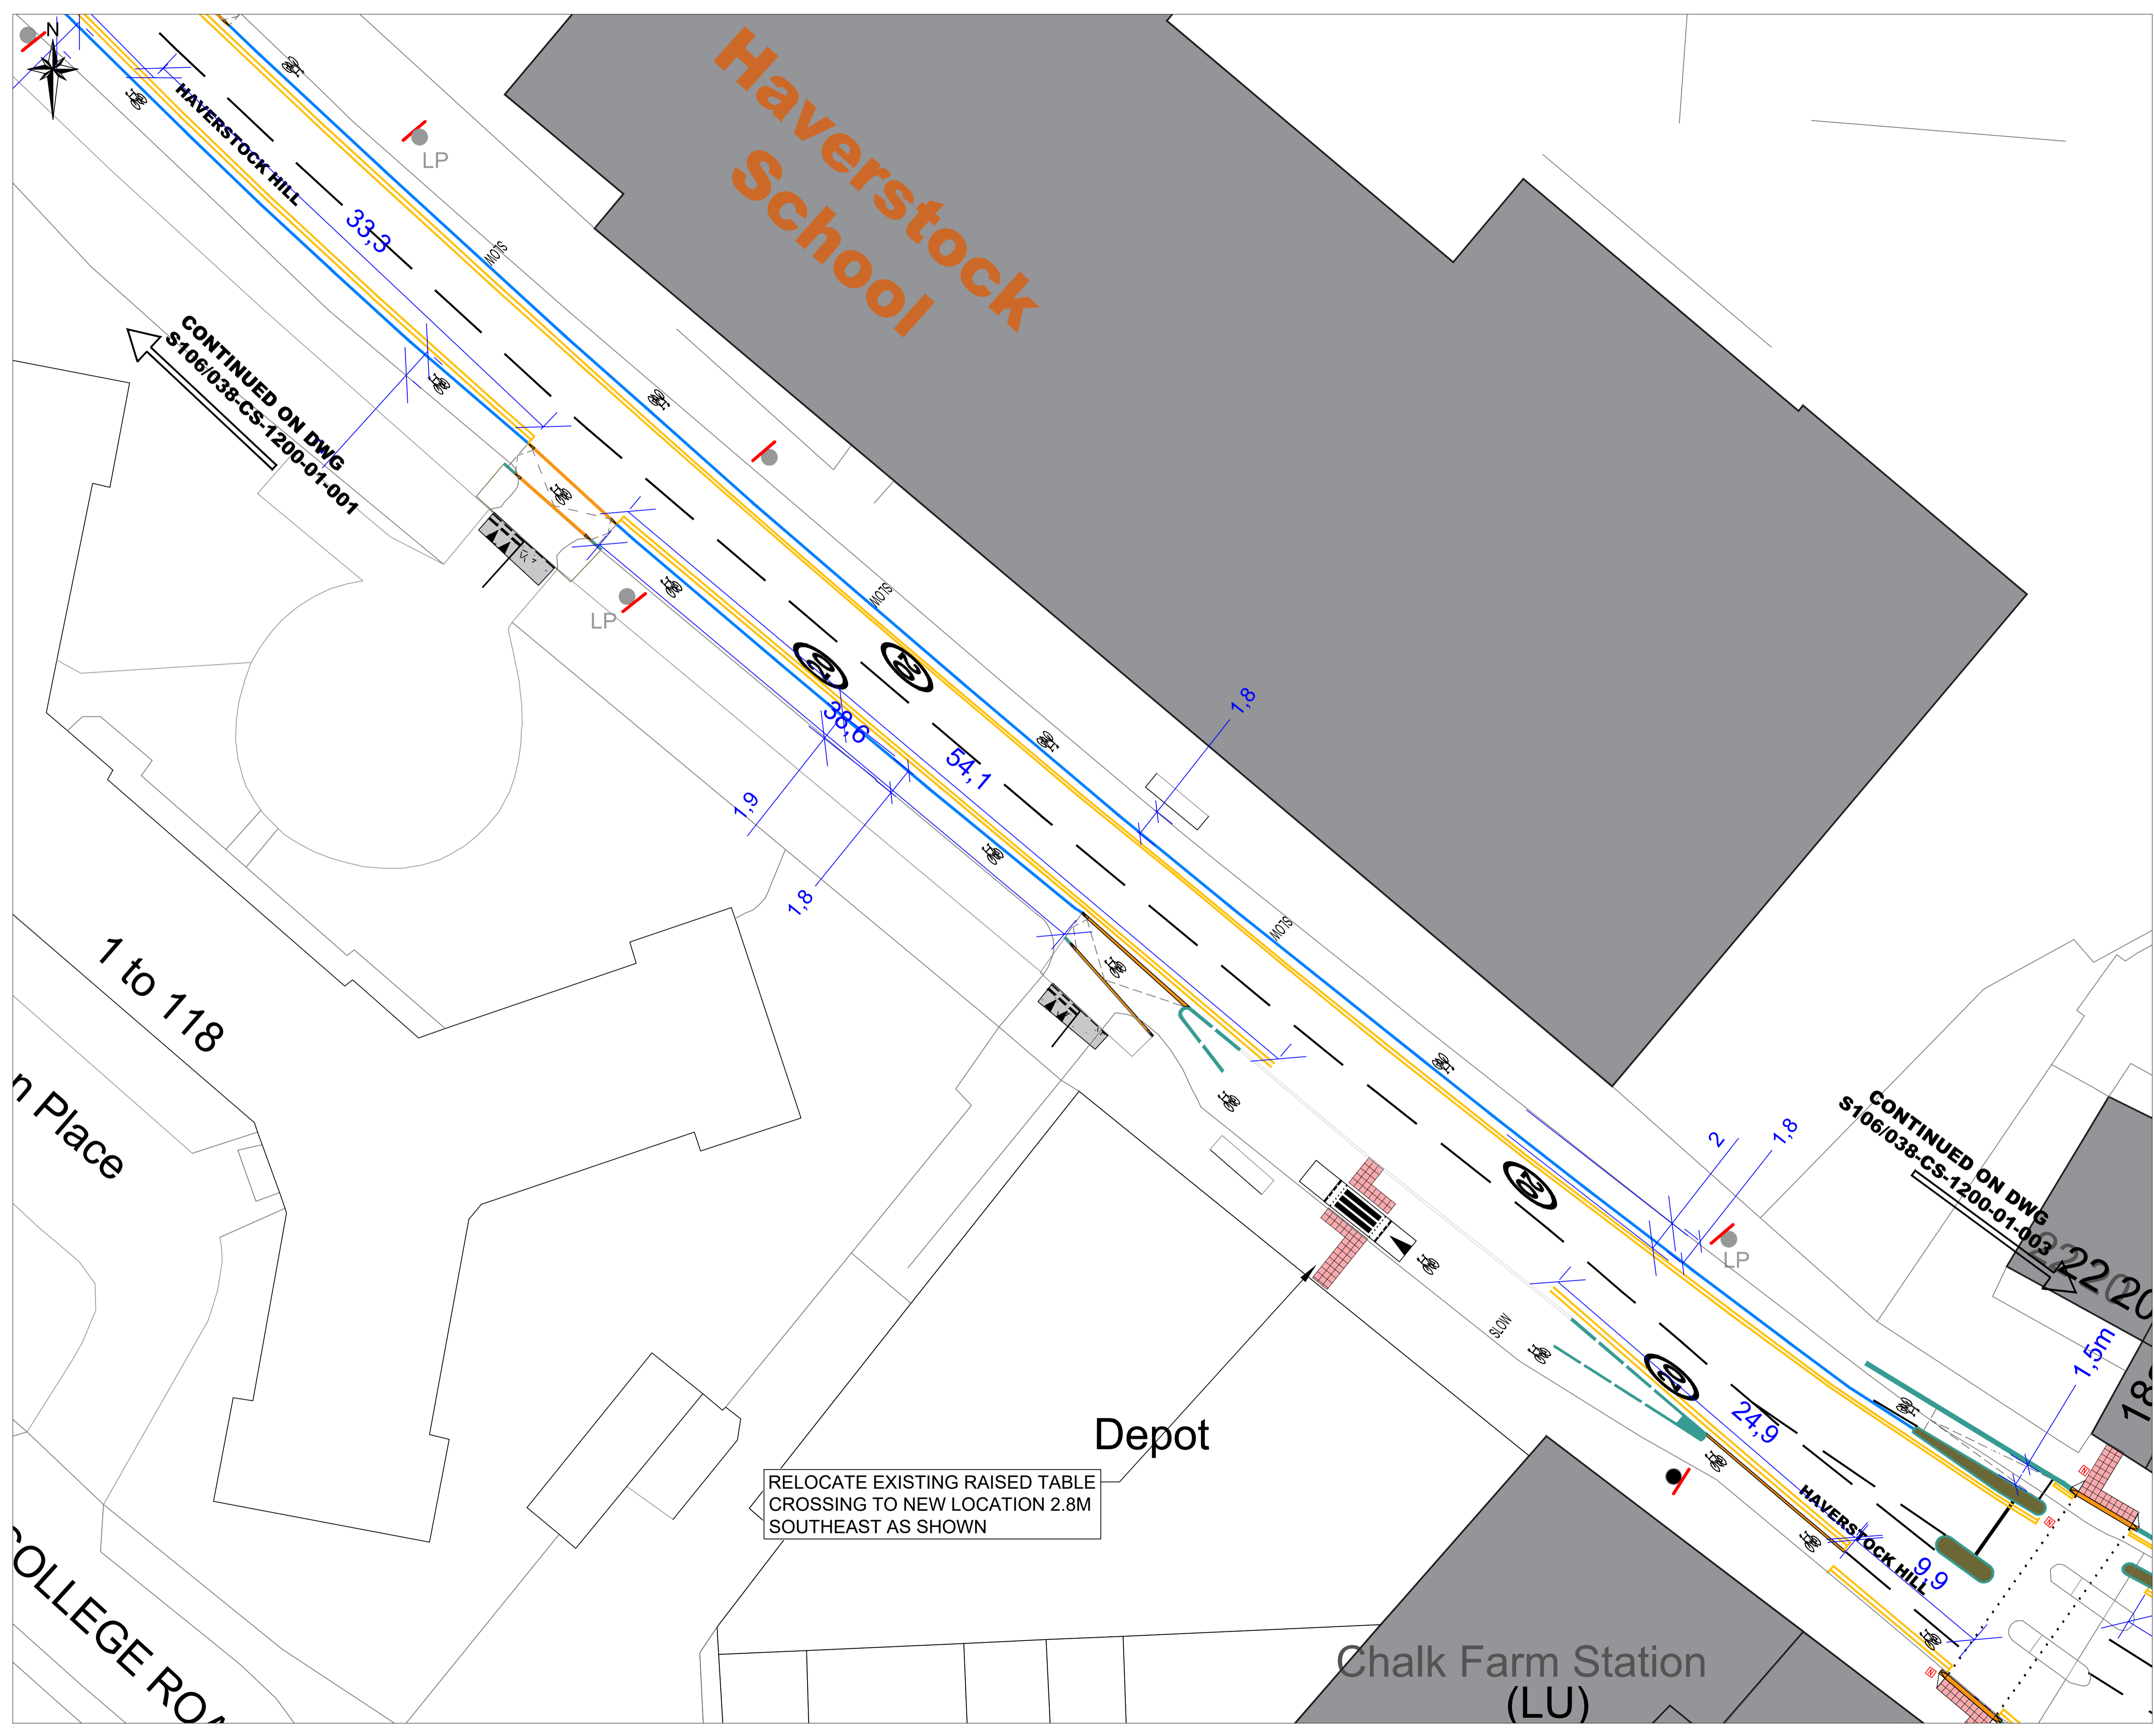 N
HAVERSTOCK HILL
Haverstock
School
LP
33,3
SLOW
CONTINUED ON DWG
S106/038-CS-1200-01-001
LP
SLOW
20
20
38,6
54,1
1,8
1,9
1,8
SLOW
1 to 118
n Place
CONTINUED ON DWG
S106/038-CS-1200-01-003
2
1,8
LP
20
22
20
1,5m
18
SLOW
20
24,9
Depot
RELOCATE EXISTING RAISED TABLE
CROSSING TO NEW LOCATION 2.8M
SOUTHEAST AS SHOWN
HAVERSTOCK HILL
9,9
N
N
N
COLLEGE ROA
Chalk Farm Station
(LU)